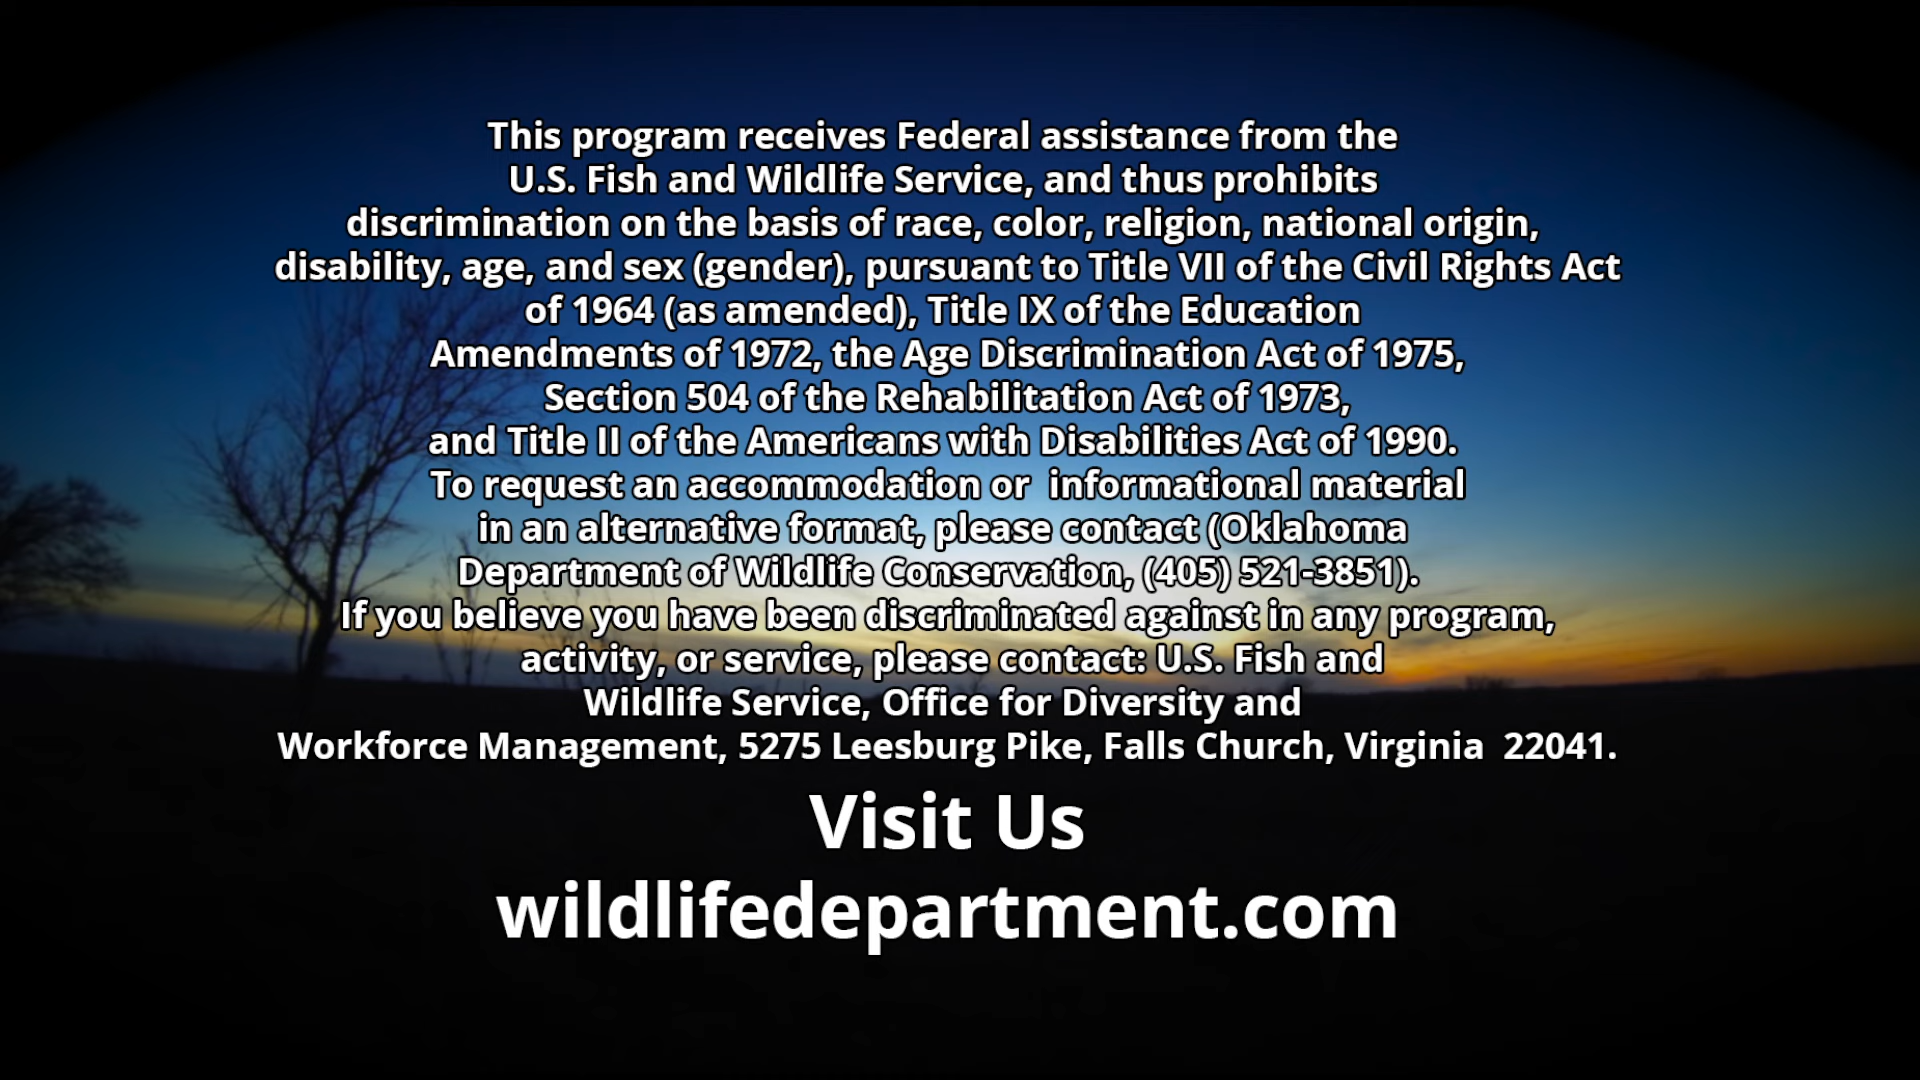 This program receives Federal assistance from the
U.S. Fish and Wildlife Service, and thus prohibits
discrimination on the basis of race, color, religion, national origin,
disability, age, and sex (gender), pursuant to Title VII of the Civil Rights Act
of 1964 (as amended), Title IX of the Education
Amendments of 1972, the Age Discrimination Act of 1975,
Section 504 of the Rehabilitation Act of 1973,
and Title II of the Americans with Disabilities Act of 1990.
To request an accommodation or  informational material
in an alternative format, please contact (Oklahoma
Department of Wildlife Conservation, (405) 521-3851).
If you believe you have been discriminated against in any program,
activity, or service, please contact: U.S. Fish and
Wildlife Service, Office for Diversity and
Workforce Management, 5275 Leesburg Pike, Falls Church, Virginia  22041.
Visit Us
wildlifedepartment.com